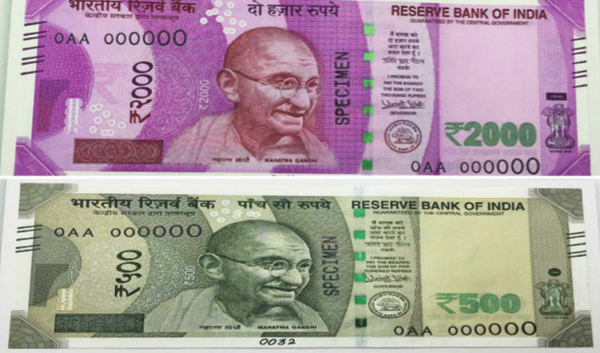 भारतीय रिज़र्व बैंक दो हज़ार रुपये RESERVE BANK OF INDIA
केन्द्रीय सरकार द्वारा प्रत्याभूत GUARANTEED BY THE CENTRAL GOVERNMENT
0AA 000000
₹२०००
₹2000
SPECIMEN
I PROMISE TO
PAY THE BEARER
THE SUM OF TWO
THOUSAND RUPEES
GOVERNOR
₹2000
महात्मा गांधी MAHATMA GANDHI
0AA 000000
भारतीय रिज़र्व बैंक पाँच सौ रुपये RESERVE BANK OF INDIA
केन्द्रीय सरकार द्वारा प्रत्याभूत GUARANTEED BY THE CENTRAL GOVERNMENT
0AA 000000
₹५००
₹500
SPECIMEN
I PROMISE TO
PAY THE BEARER
THE SUM OF FIVE
HUNDRED RUPEES
GOVERNOR
₹500
महात्मा गांधी MAHATMA GANDHI
0AA 000000
0032